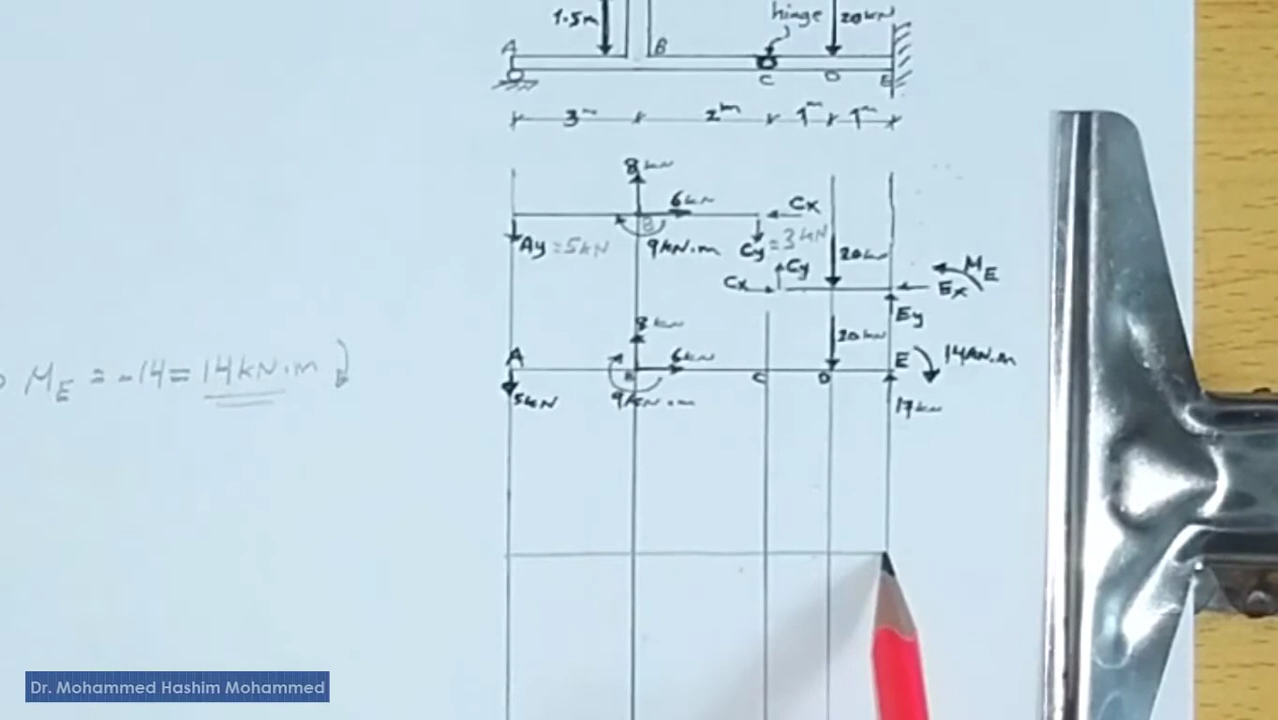 hinge
1.5m
20kN
A
B
C
D
E
3m
2m
1m
1m
8kN
6kN
Cx
B
Ay = 5kN
9kN.m
Cy = 3kN
20kN
ME
Cx
Cy
Ex
Ey
8kN
20kN
A
6kN
E
14kN.m
B
C
D
5kN
9kN.m
17kN
ME = -14 = 14kN.m
Dr. Mohammed Hashim Mohammed